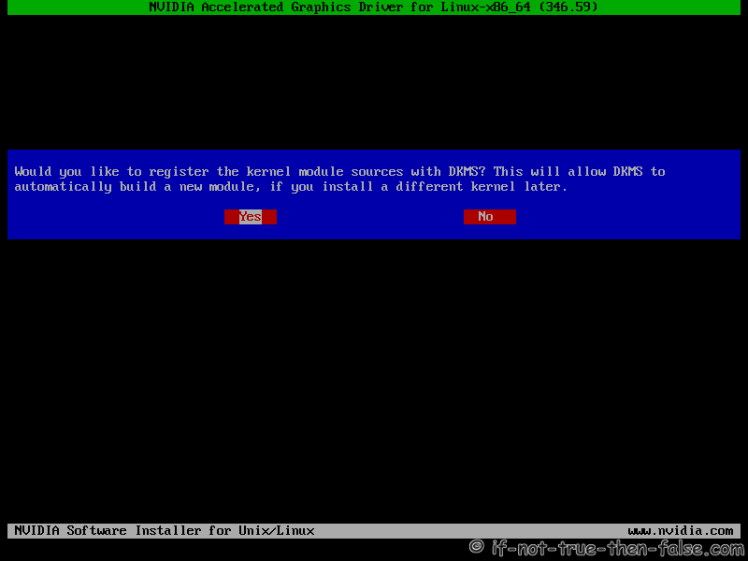 NVIDIA Accelerated Graphics Driver for Linux-x86_64 (346.59)
Would you like to register the kernel module sources with DKMS? This will allow DKMS to
automatically build a new module, if you install a different kernel later.
Yes No
NVIDIA Software Installer for Unix/Linux www.nvidia.com
© if-not-true-then-false.com